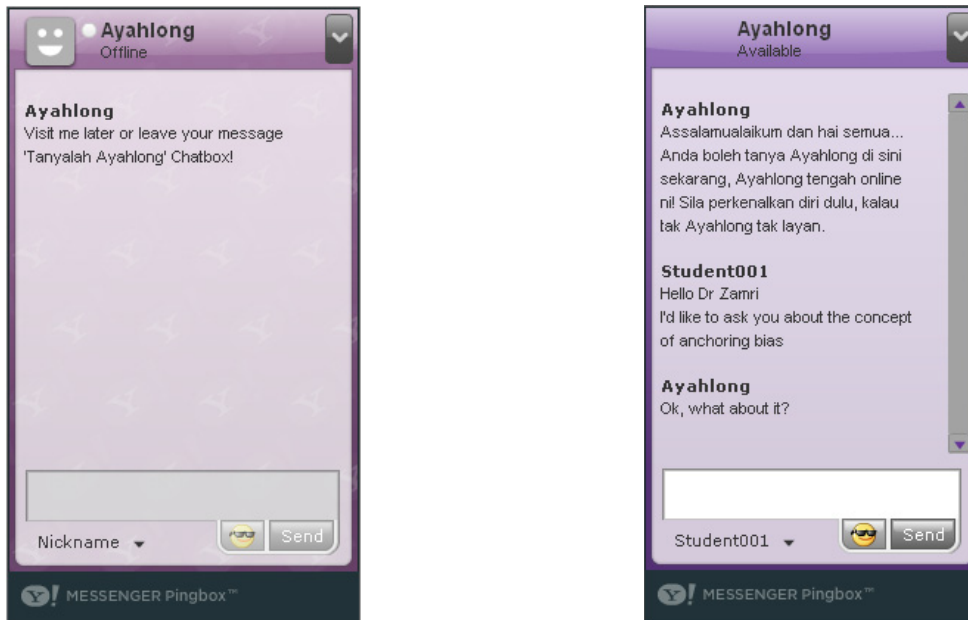 Ayahlong
Offline
Ayahlong
Visit me later or leave your message
'Tanyalah Ayahlong' Chatbox!
Nickname
Send
Y! MESSENGER Pingbox™
Ayahlong
Available
Ayahlong
Assalamualaikum dan hai semua...
Anda boleh tanya Ayahlong di sini
sekarang, Ayahlong tengah online
ni! Sila perkenalkan diri dulu, kalau
tak Ayahlong tak layan.
Student001
Hello Dr Zamri
I'd like to ask you about the concept
of anchoring bias
Ayahlong
Ok, what about it?
Student001
Send
Y! MESSENGER Pingbox™